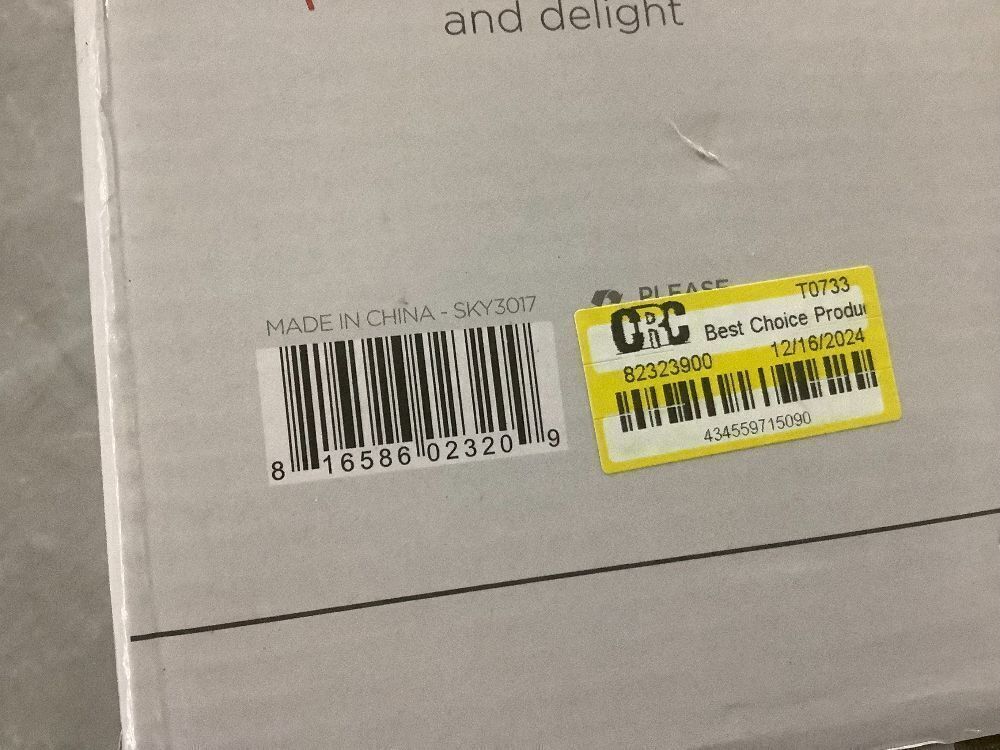 and delight
MADE IN CHINA - SKY3017
8 16586 02320 9
PLEASE
CRC
T0733
Best Choice Produ
82323900
12/16/2024
434559715090